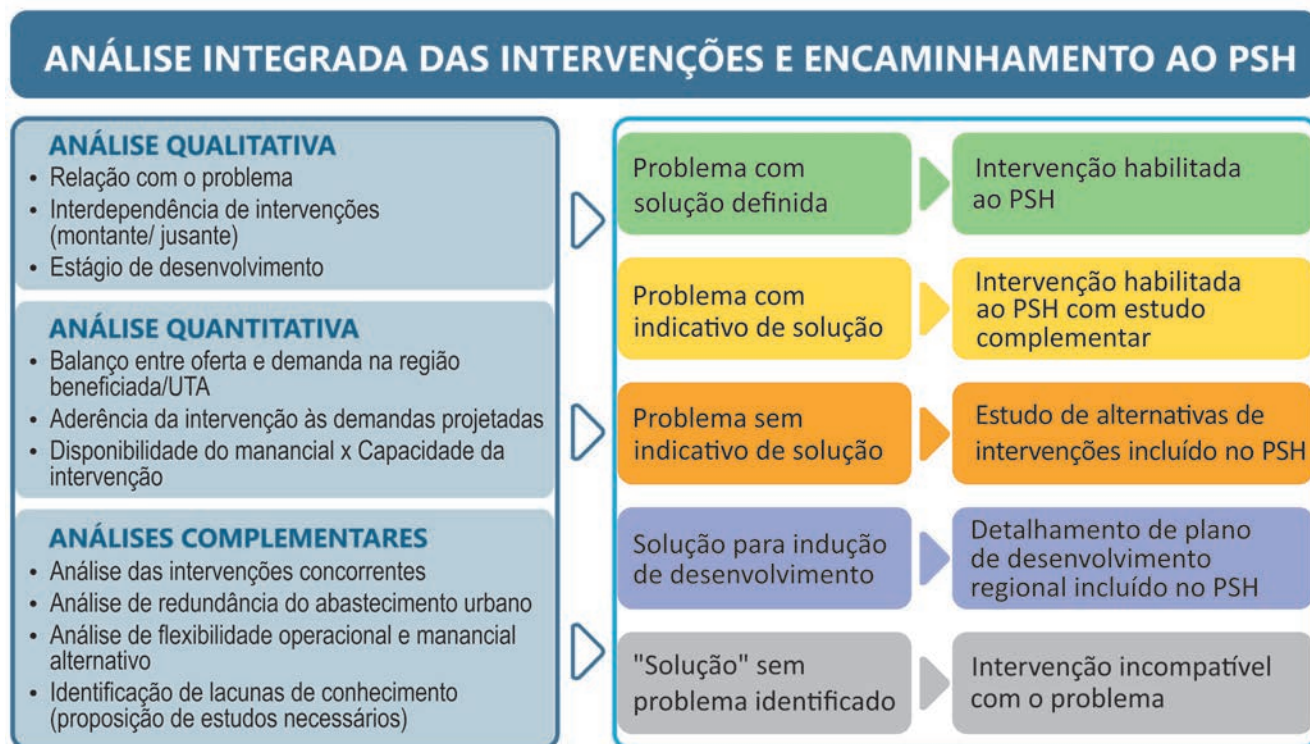 ANÁLISE INTEGRADA DAS INTERVENÇÕES E ENCAMINHAMENTO AO PSH
ANÁLISE QUALITATIVA
• Relação com o problema
• Interdependência de intervenções
(montante/ jusante)
• Estágio de desenvolvimento
ANÁLISE QUANTITATIVA
• Balanço entre oferta e demanda na região
beneficiada/UTA
• Aderência da intervenção às demandas projetadas
• Disponibilidade do manancial x Capacidade da
intervenção
ANÁLISES COMPLEMENTARES
• Análise das intervenções concorrentes
• Análise de redundância do abastecimento urbano
• Análise de flexibilidade operacional e manancial
alternativo
• Identificação de lacunas de conhecimento
(proposição de estudos necessários)
Problema com
solução definida
Intervenção habilitada
ao PSH
Problema com
indicativo de solução
Intervenção habilitada
ao PSH com estudo
complementar
Problema sem
indicativo de solução
Estudo de alternativas de
intervenções incluído no PSH
Solução para indução
de desenvolvimento
Detalhamento de plano
de desenvolvimento
regional incluído no PSH
"Solução" sem
problema identificado
Intervenção incompatível
com o problema